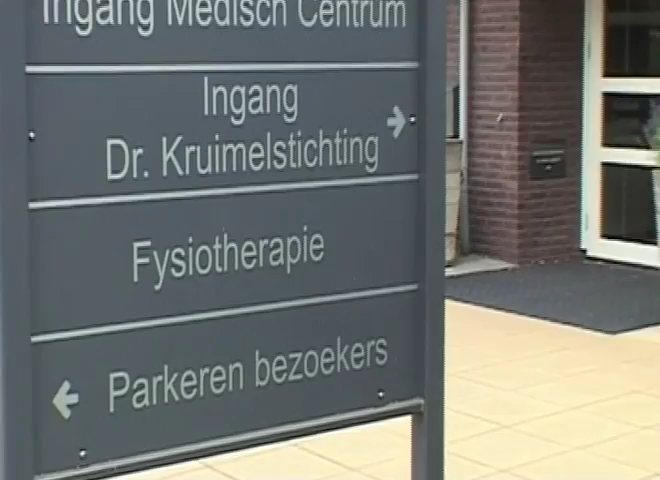 Ingang Medisch Centrum
Ingang
Dr. Kruimelstichting
Fysiotherapie
Parkeren bezoekers